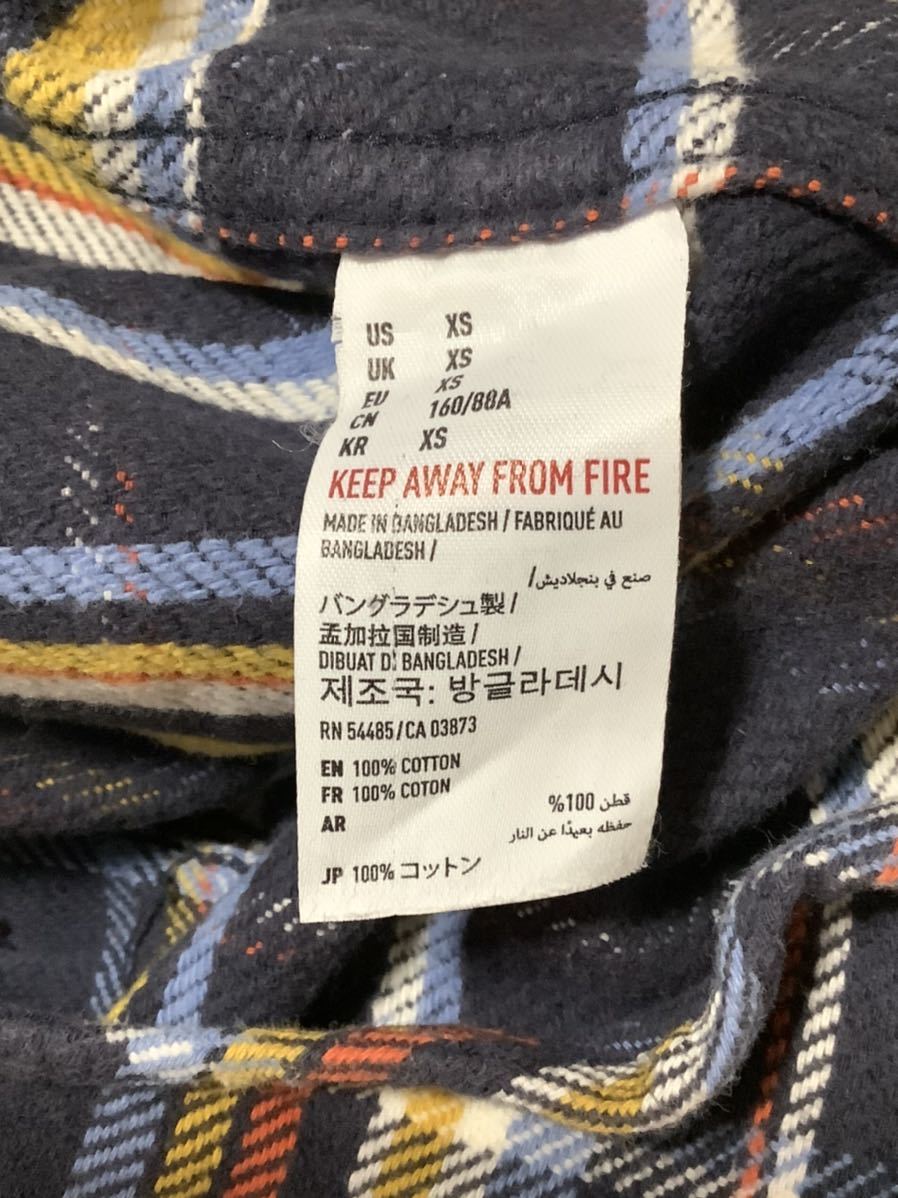 US XS
UK XS
EU XS
CN 160/88A
KR XS
KEEP AWAY FROM FIRE
MADE IN BANGLADESH / FABRIQUÉ AU
BANGLADESH /
صنع في بنجلاديش/
バングラデシュ製 /
孟加拉国制造 /
DIBUAT DI BANGLADESH /
제조국: 방글라데시
RN 54485 / CA 03873
EN 100% COTTON
FR 100% COTON
AR قطن 100%
حفظه بعيدًا عن النار
JP 100% コットン